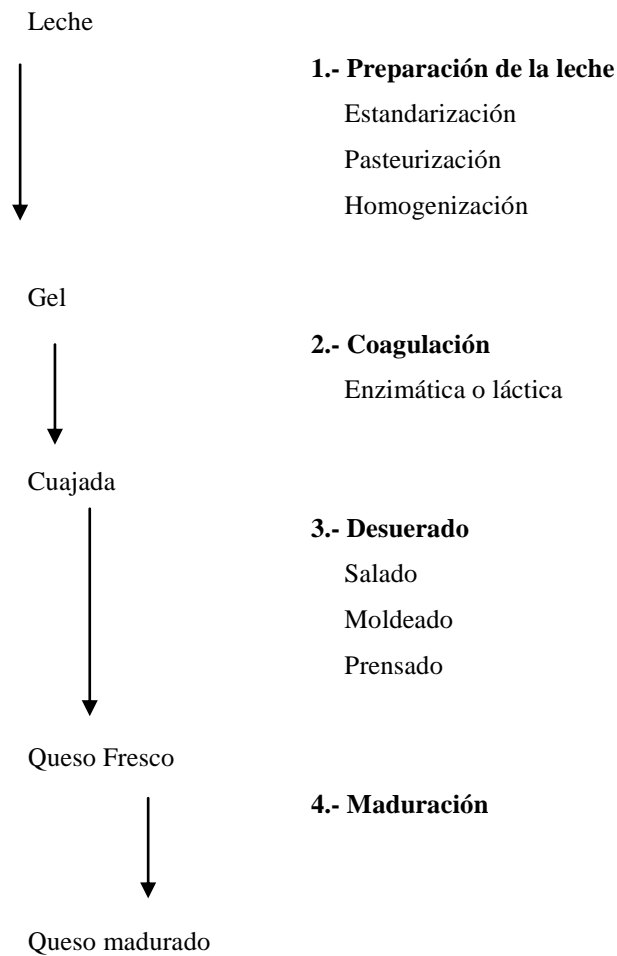 Leche
1.- Preparación de la leche
Estandarización
Pasteurización
Homogenización
Gel
2.- Coagulación
Enzimática o láctica
Cuajada
3.- Desuerado
Salado
Moldeado
Prensado
Queso Fresco
4.- Maduración
Queso madurado